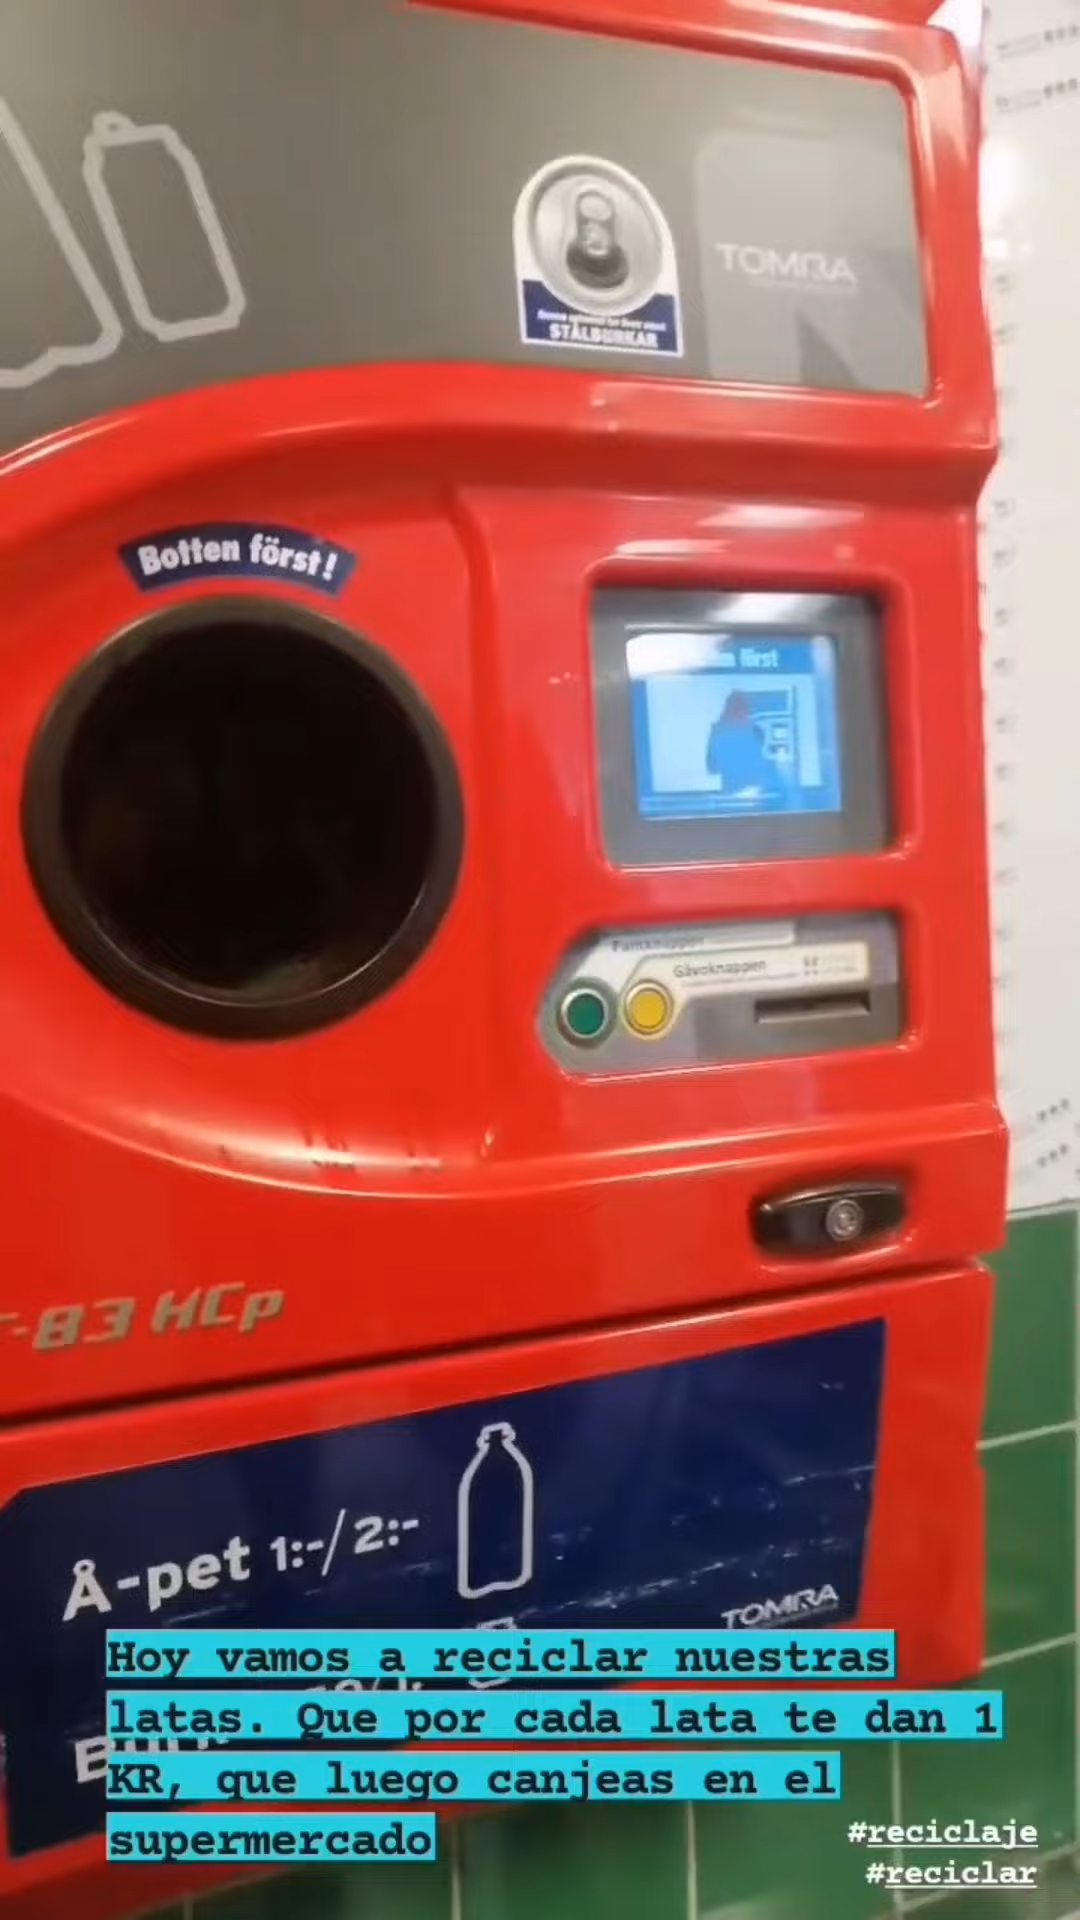 TOMRA
STÅLBURKAR
Botten först!
först
Pantknappen
Gåvoknappen
-83 HCp
Å-pet 1:-/2:-
TOMRA
Hoy vamos a reciclar nuestras
latas. Que por cada lata te dan 1
KR, que luego canjeas en el
supermercado
#reciclaje
#reciclar